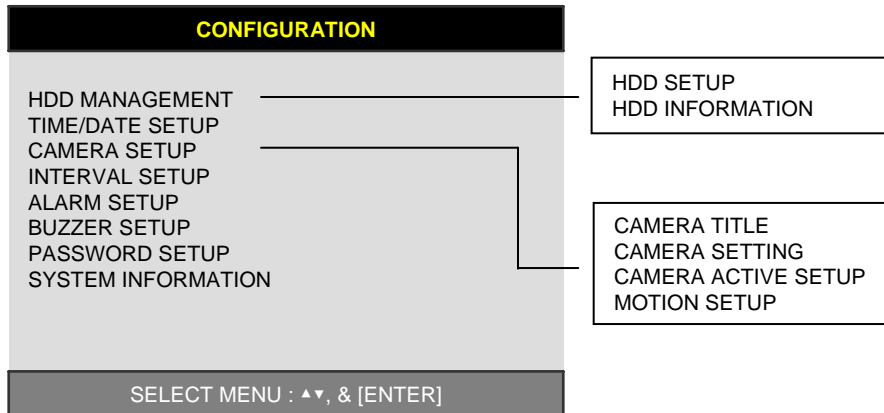 CONFIGURATION
HDD MANAGEMENT
TIME/DATE SETUP
CAMERA SETUP
INTERVAL SETUP
ALARM SETUP
BUZZER SETUP
PASSWORD SETUP
SYSTEM INFORMATION
SELECT MENU : ▲▼, & [ENTER]
HDD SETUP
HDD INFORMATION
CAMERA TITLE
CAMERA SETTING
CAMERA ACTIVE SETUP
MOTION SETUP